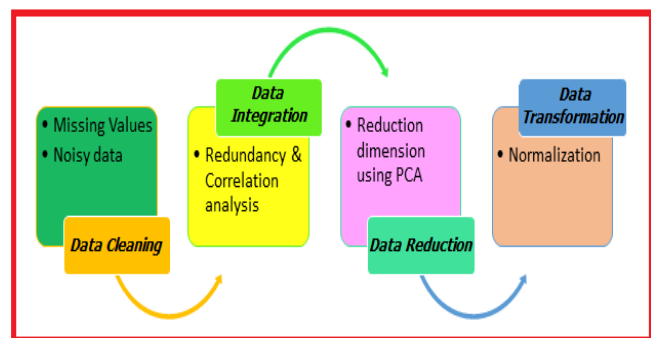 • Missing Values
• Noisy data
Data Cleaning
Data
Integration
• Redundancy &
Correlation
analysis
• Reduction
dimension
using PCA
Data Reduction
Data
Transformation
• Normalization